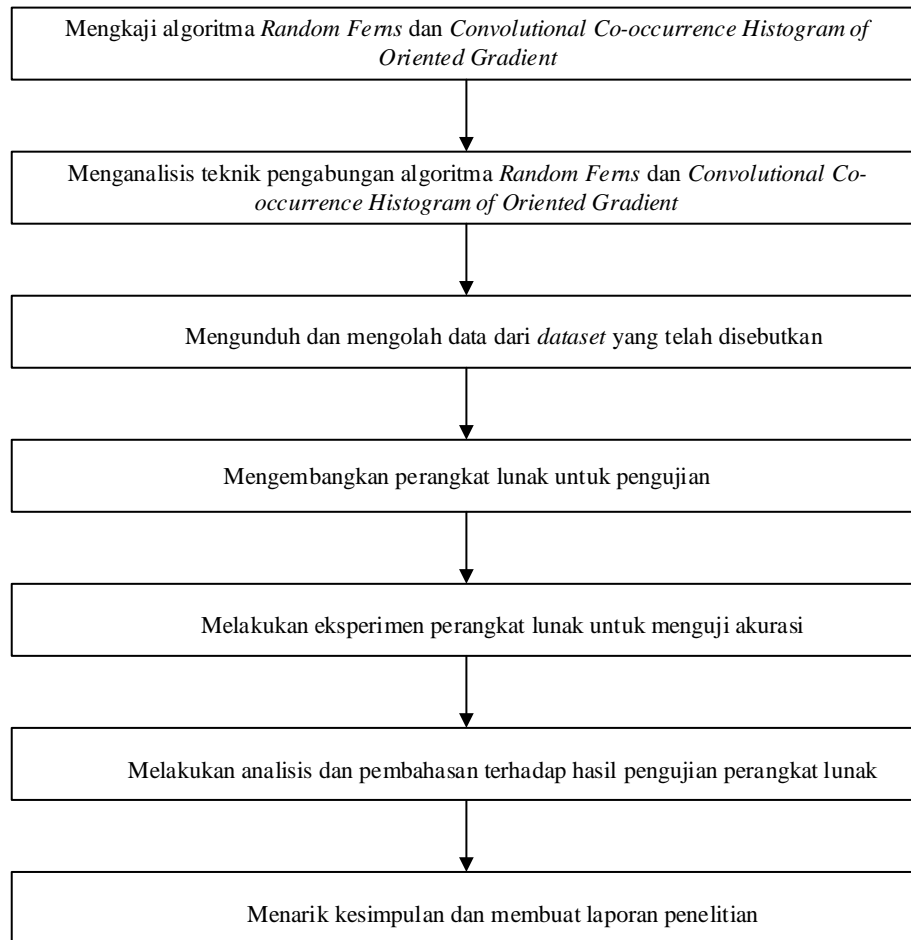 Mengkaji algoritma Random Ferns dan Convolutional Co-occurrence Histogram of
Oriented Gradient
Menganalisis teknik pengabungan algoritma Random Ferns dan Convolutional Co-
occurrence Histogram of Oriented Gradient
Mengunduh dan mengolah data dari dataset yang telah disebutkan
Mengembangkan perangkat lunak untuk pengujian
Melakukan eksperimen perangkat lunak untuk menguji akurasi
Melakukan analisis dan pembahasan terhadap hasil pengujian perangkat lunak
Menarik kesimpulan dan membuat laporan penelitian